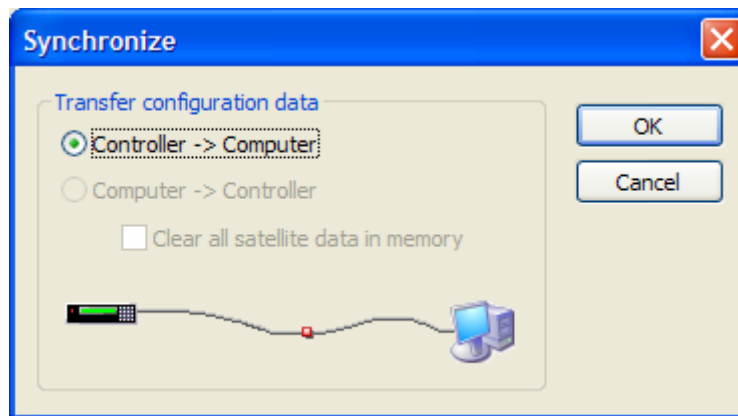 Synchronize
Transfer configuration data
Controller -> Computer
Computer -> Controller
Clear all satellite data in memory
OK
Cancel